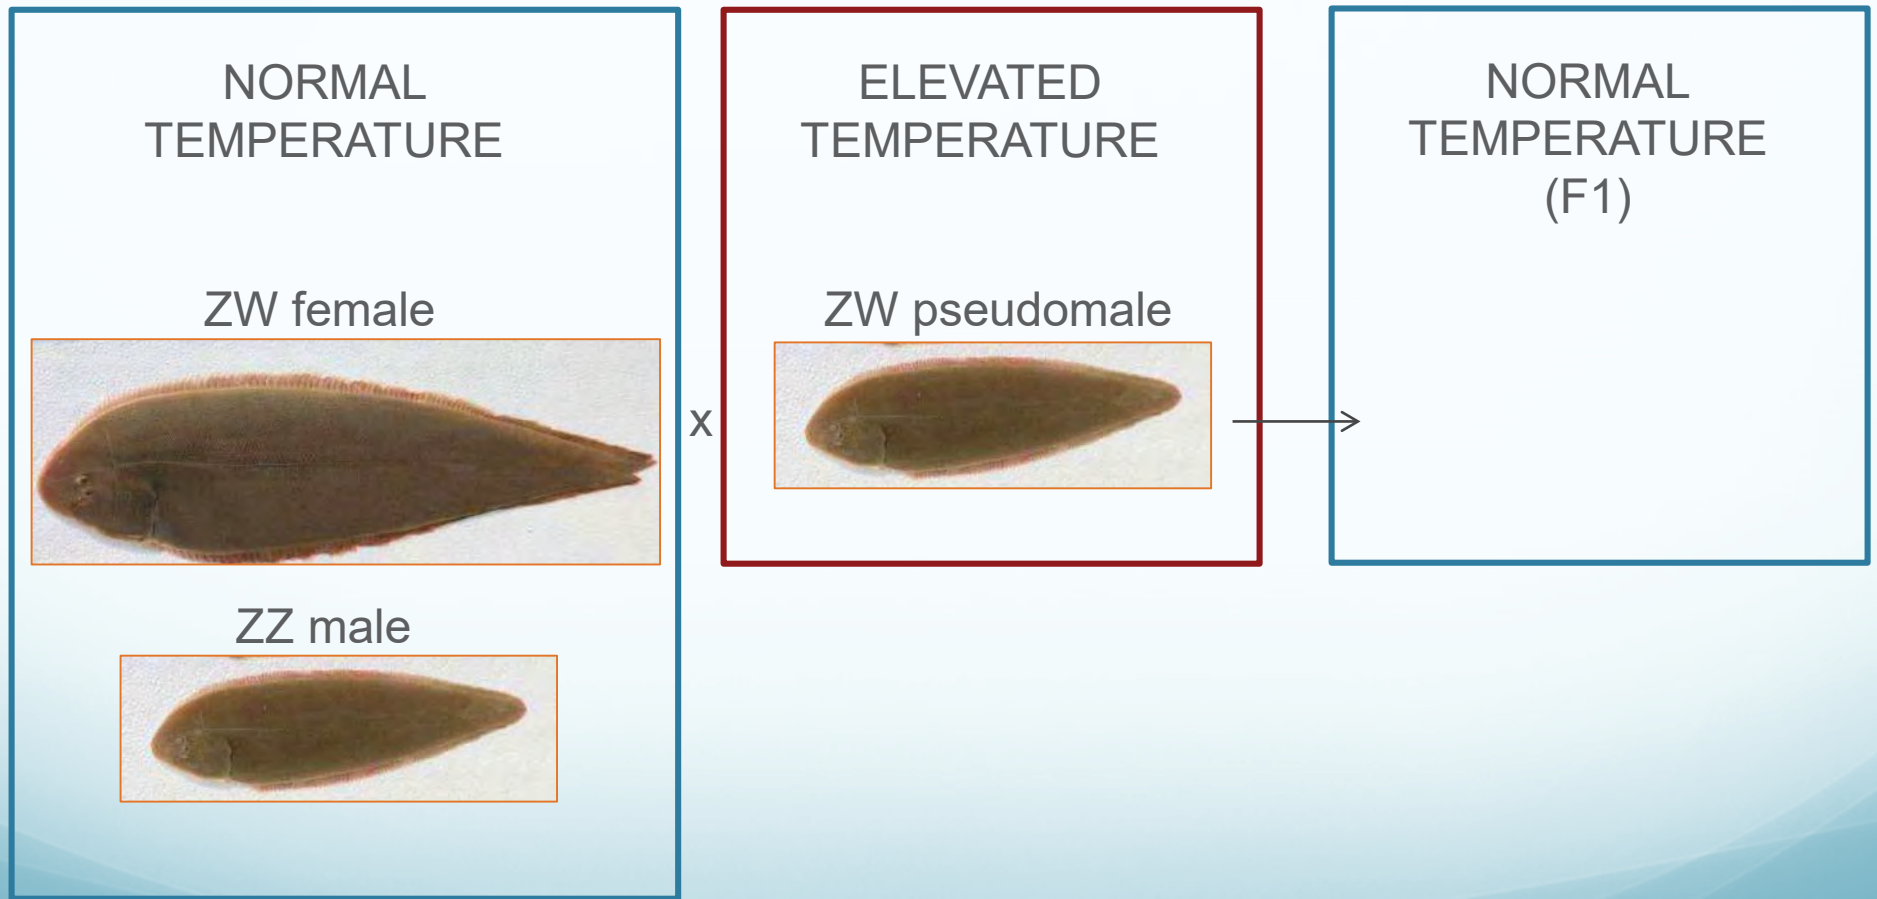 NORMAL
TEMPERATURE
ZW female
ZZ male
x
ELEVATED
TEMPERATURE
ZW pseudomale
NORMAL
TEMPERATURE
(F1)